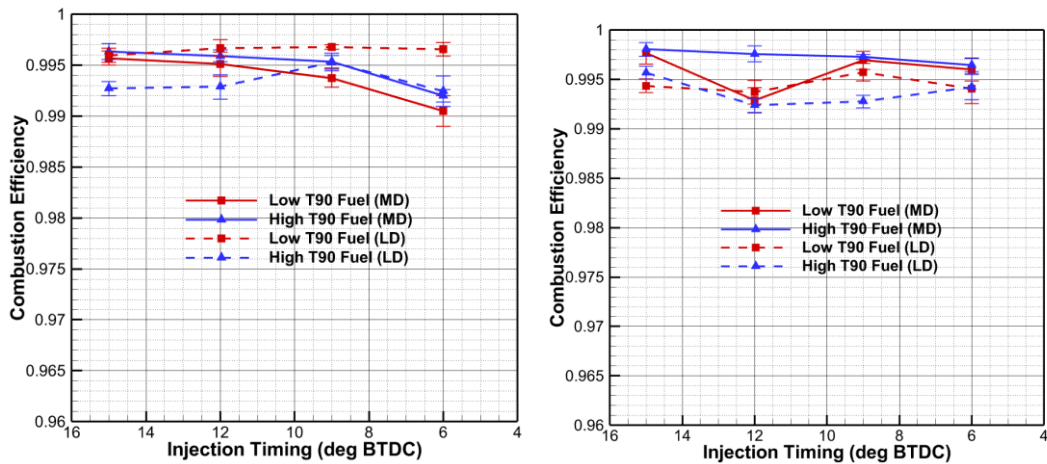 Combustion Efficiency
1
0.995
0.99
0.985
0.98
0.975
0.97
0.965
0.96
Low T90 Fuel (MD)
High T90 Fuel (MD)
Low T90 Fuel (LD)
High T90 Fuel (LD)
16 14 12 10 8 6 4
Injection Timing (deg BTDC)
Combustion Efficiency
1
0.995
0.99
0.985
0.98
0.975
0.97
0.965
0.96
Low T90 Fuel (MD)
High T90 Fuel (MD)
Low T90 Fuel (LD)
High T90 Fuel (LD)
16 14 12 10 8 6 4
Injection Timing (deg BTDC)